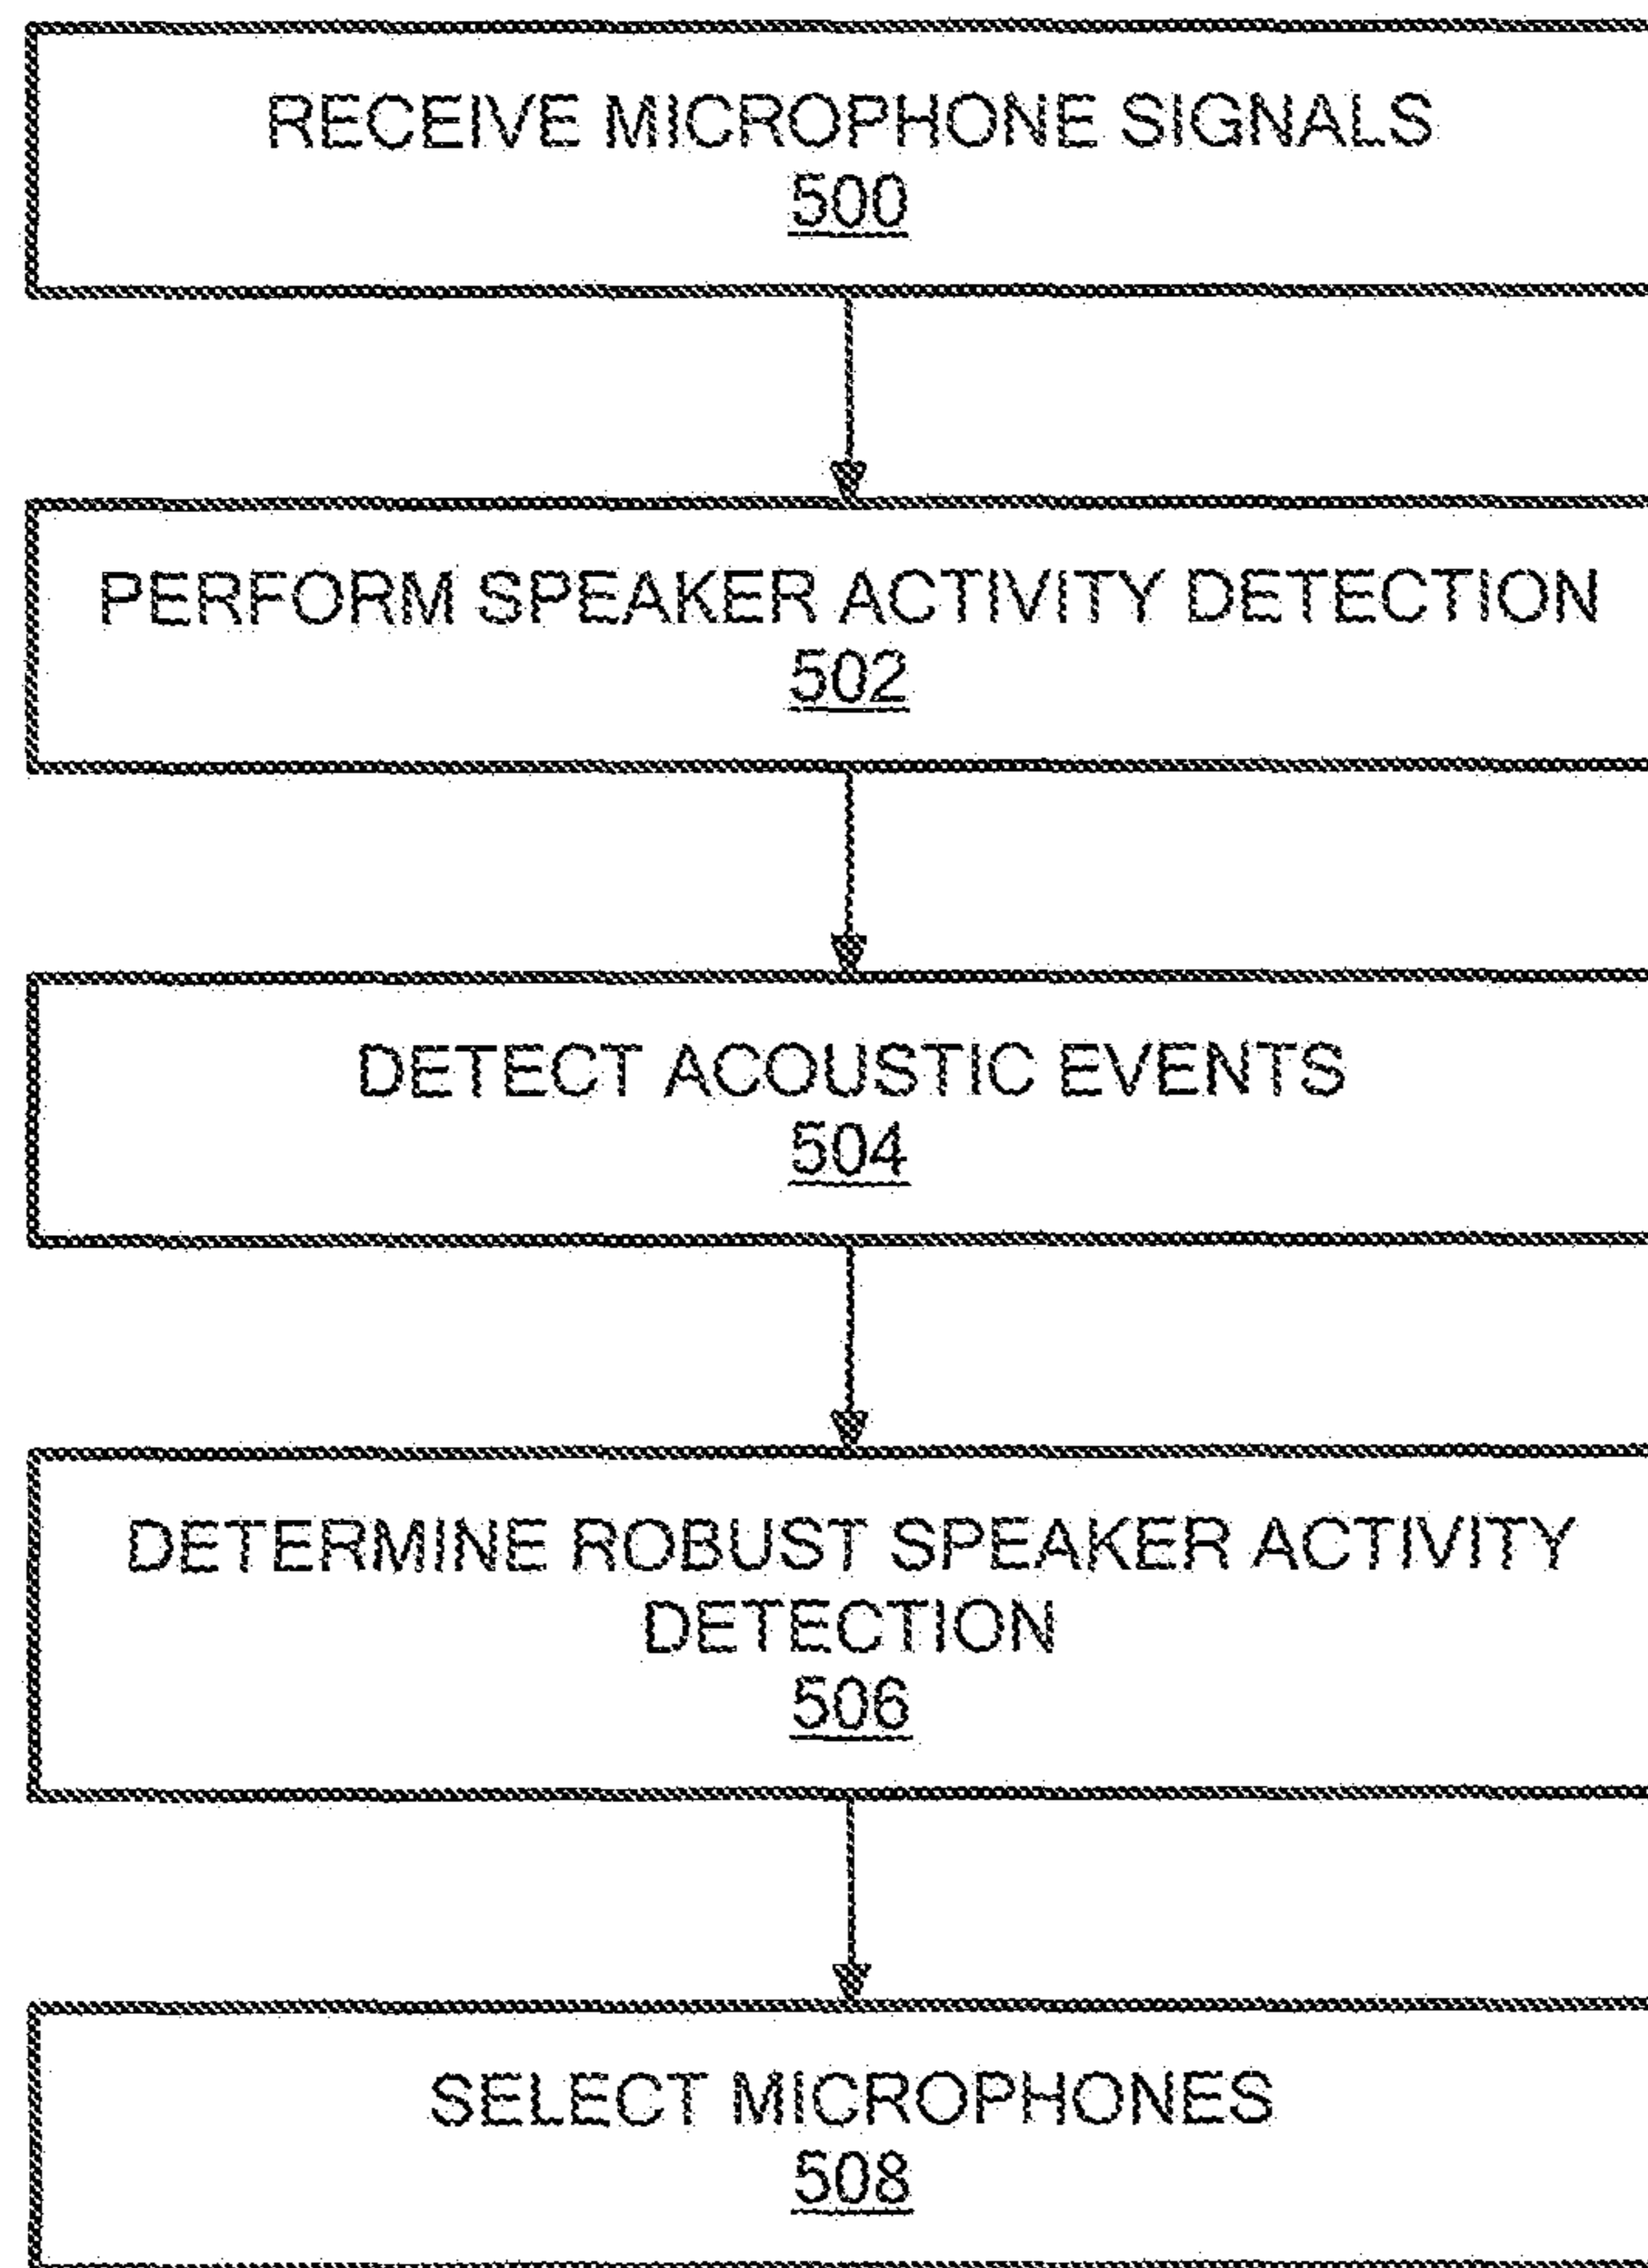 RECEIVE MICROPHONE SIGNALS
500
PERFORM SPEAKER ACTIVITY DETECTION
502
DETECT ACOUSTIC EVENTS
504
DETERMINE ROBUST SPEAKER ACTIVITY
DETECTION
506
SELECT MICROPHONES
508